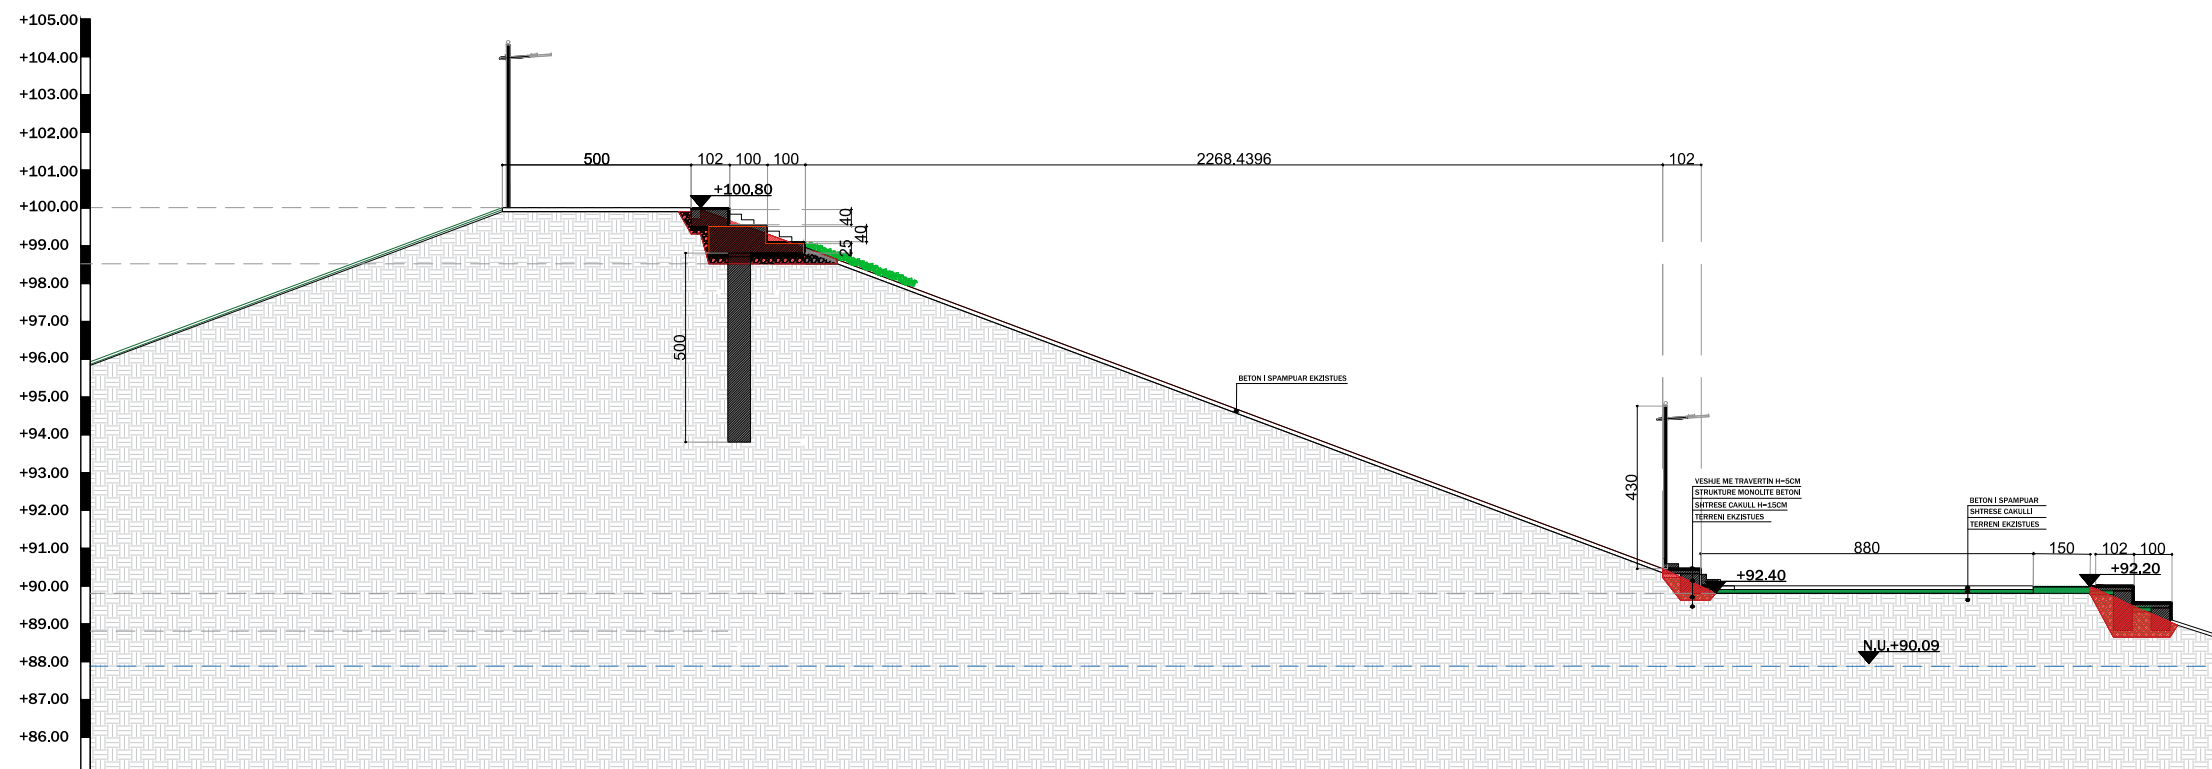 +105.00
+104.00
+103.00
+102.00
+101.00
+100.00
+99.00
+98.00
+97.00
+96.00
+95.00
+94.00
+93.00
+92.00
+91.00
+90.00
+89.00
+88.00
+87.00
+86.00
500 102 100 100 2268.4396 102
+100.80
40
40
25
500
BETON I SPAMPUAR EKZISTUES
430
VESHJE ME TRAVERTIN H=5CM
STRUKTURE MONOLITE BETONI
SHTRESE CAKULL H=15CM
TERRENI EKZISTUES
BETON I SPAMPUAR
SHTRESE CAKULLI
TERRENI EKZISTUES
880 150 102 100
+92.40
+92.20
N.U.+90.09